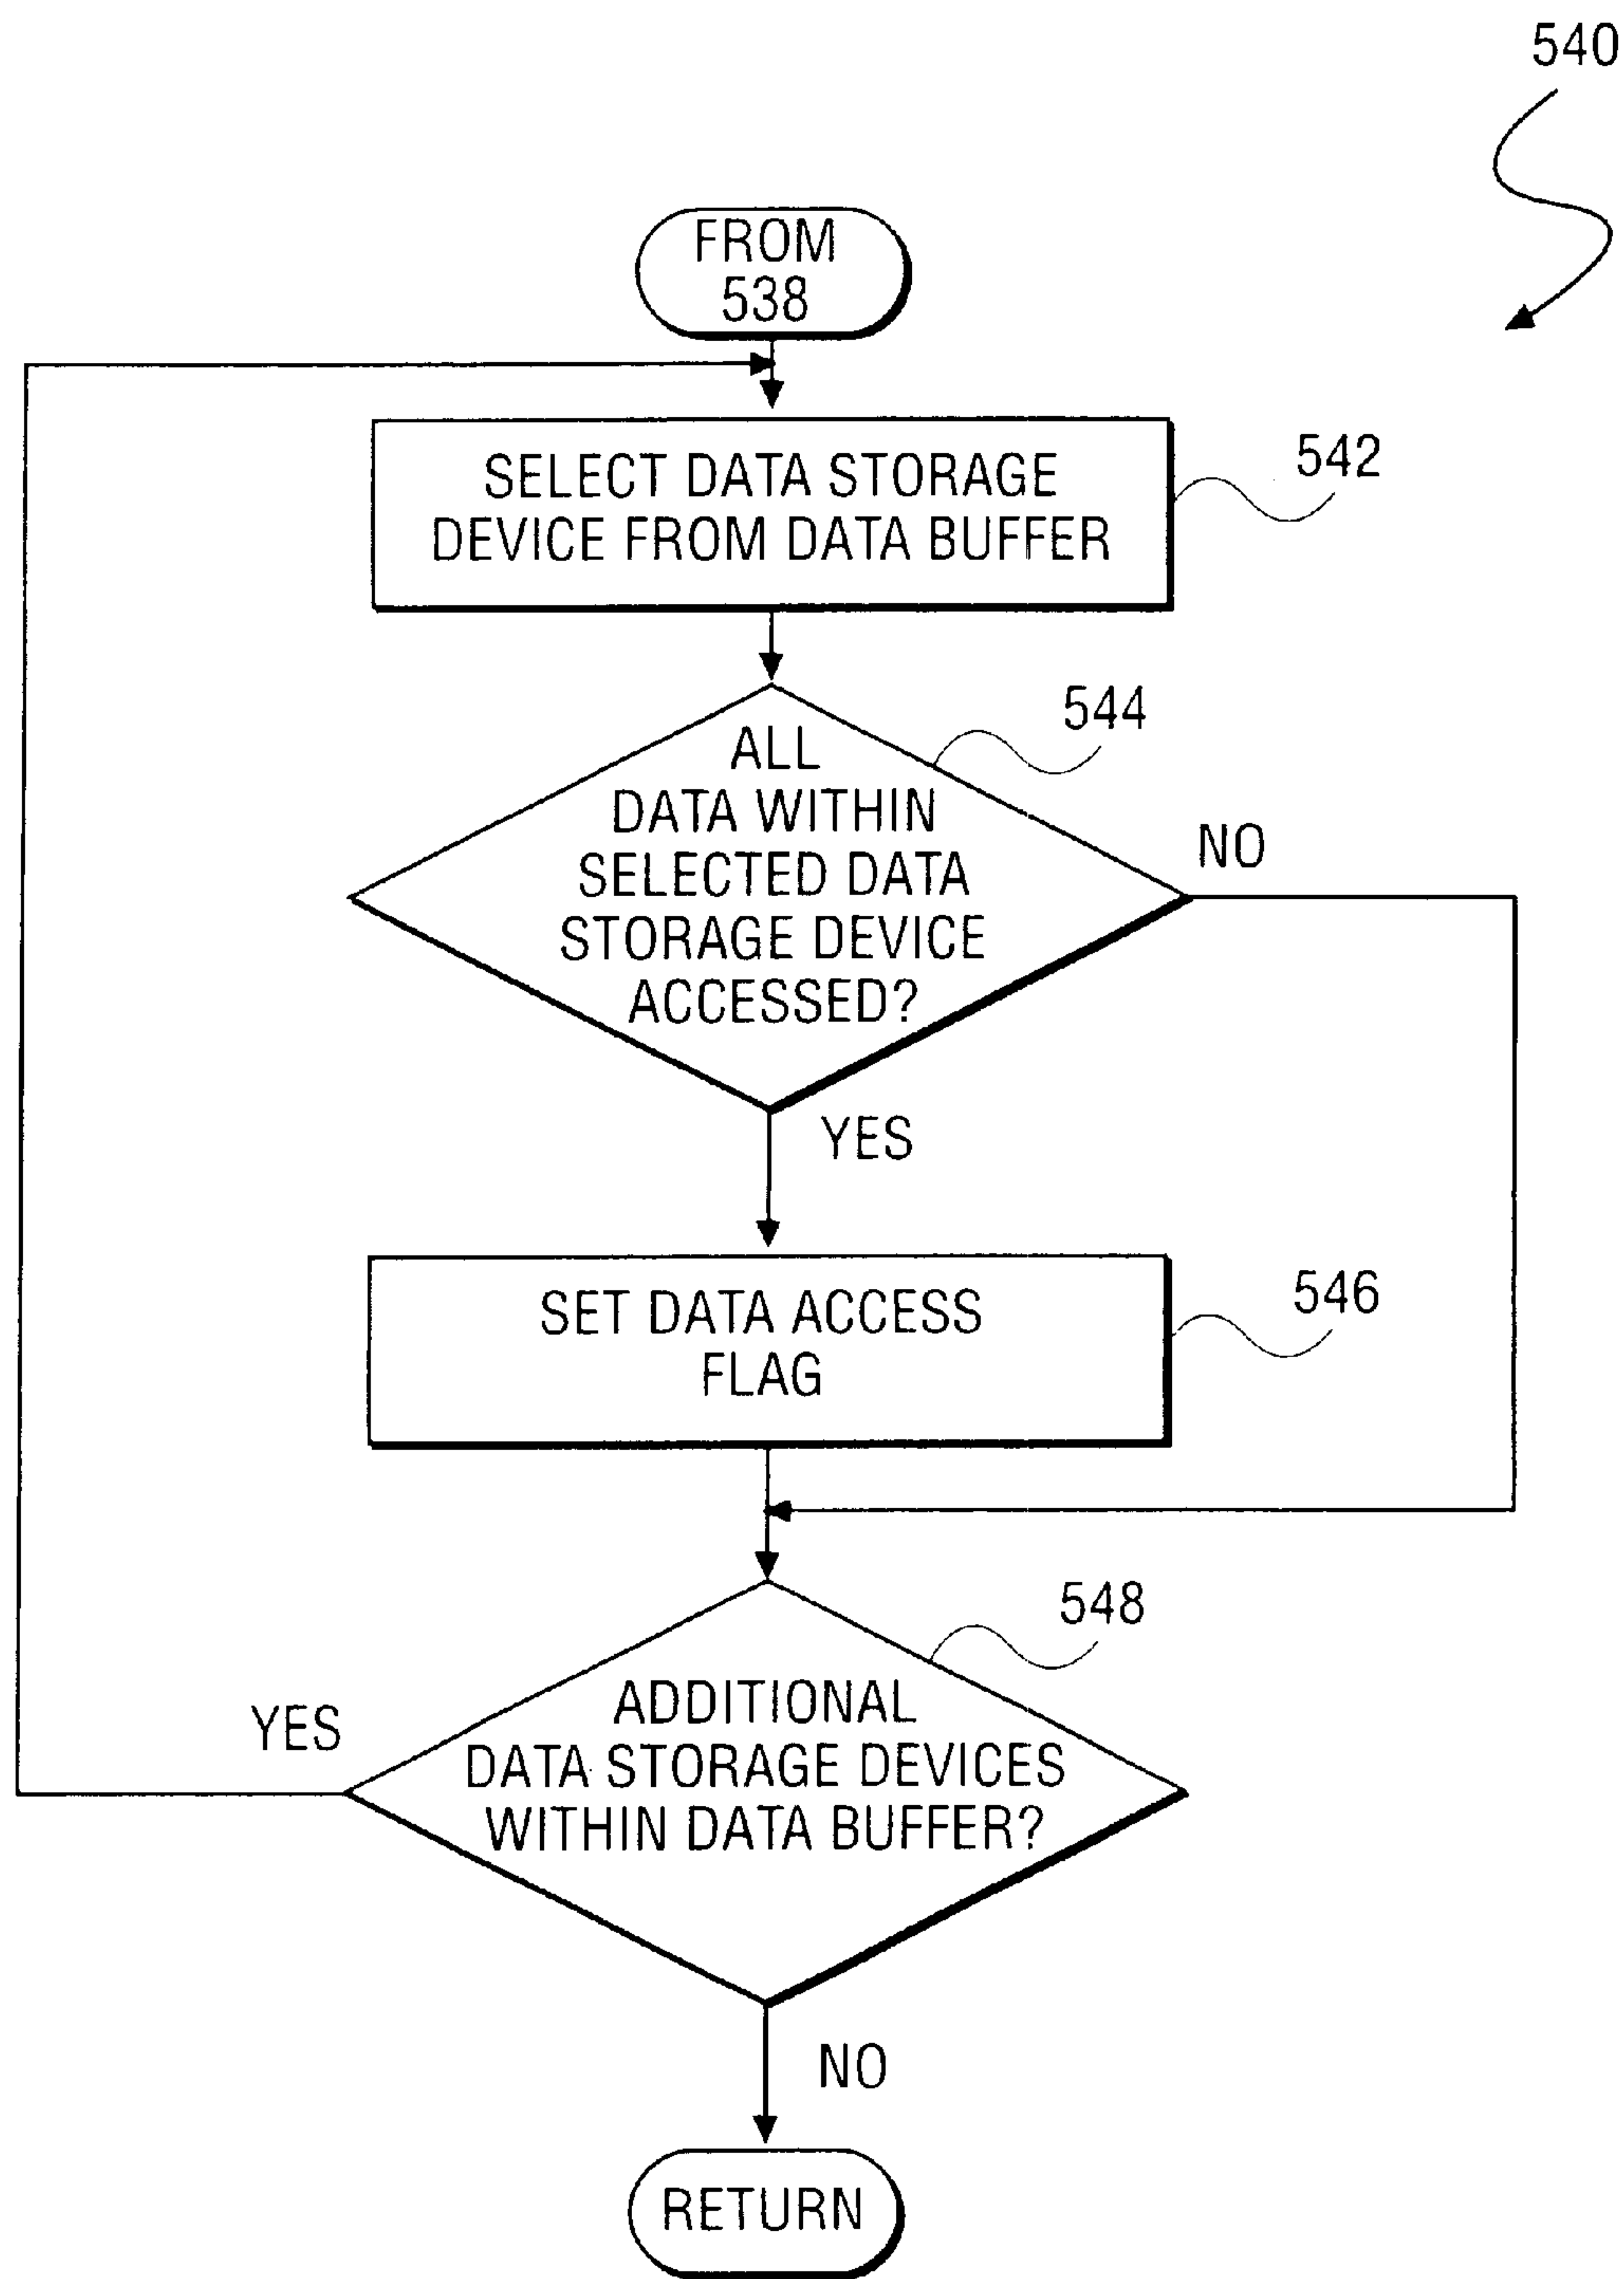 540
FROM
538
SELECT DATA STORAGE
DEVICE FROM DATA BUFFER
542
544
ALL
DATA WITHIN
SELECTED DATA
STORAGE DEVICE
ACCESSED?
NO
YES
SET DATA ACCESS
FLAG
546
548
ADDITIONAL
DATA STORAGE DEVICES
WITHIN DATA BUFFER?
YES
NO
RETURN